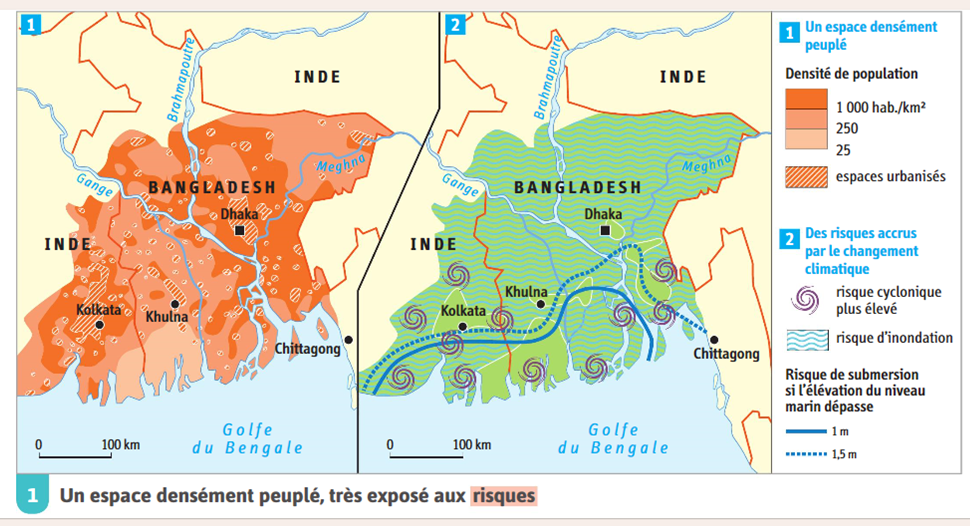 1
INDE
Brahmapoutre
Meghna
Gange
BANGLADESH
Dhaka
INDE
Kolkata
Khulna
Chittagong
Golfe
du Bengale
0 100 km
2
INDE
Brahmapoutre
Meghna
Gange
BANGLADESH
Dhaka
INDE
Khulna
Kolkata
Chittagong
Golfe
du Bengale
0 100 km
1 Un espace densément
peuplé
Densité de population
1 000 hab./km²
250
25
espaces urbanisés
2 Des risques accrus
par le changement
climatique
risque cyclonique
plus élevé
risque d'inondation
Risque de submersion
si l'élévation du niveau
marin dépasse
1 m
1,5 m
1 Un espace densément peuplé, très exposé aux risques